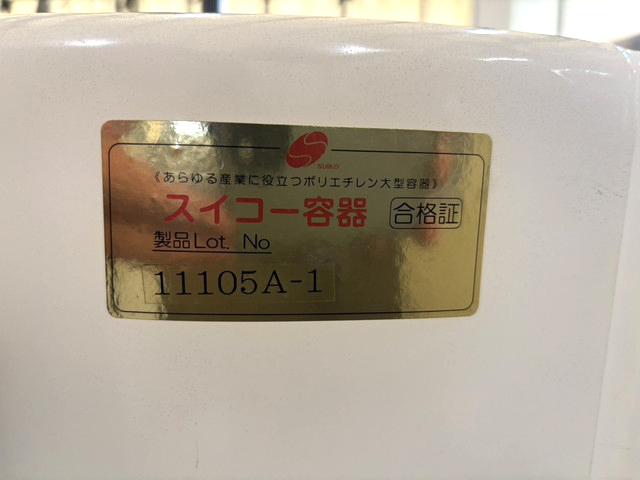 SUIKO
《あらゆる産業に役立つポリエチレン大型容器》
スイコー容器 合格証
製品Lot. No
11105A-1